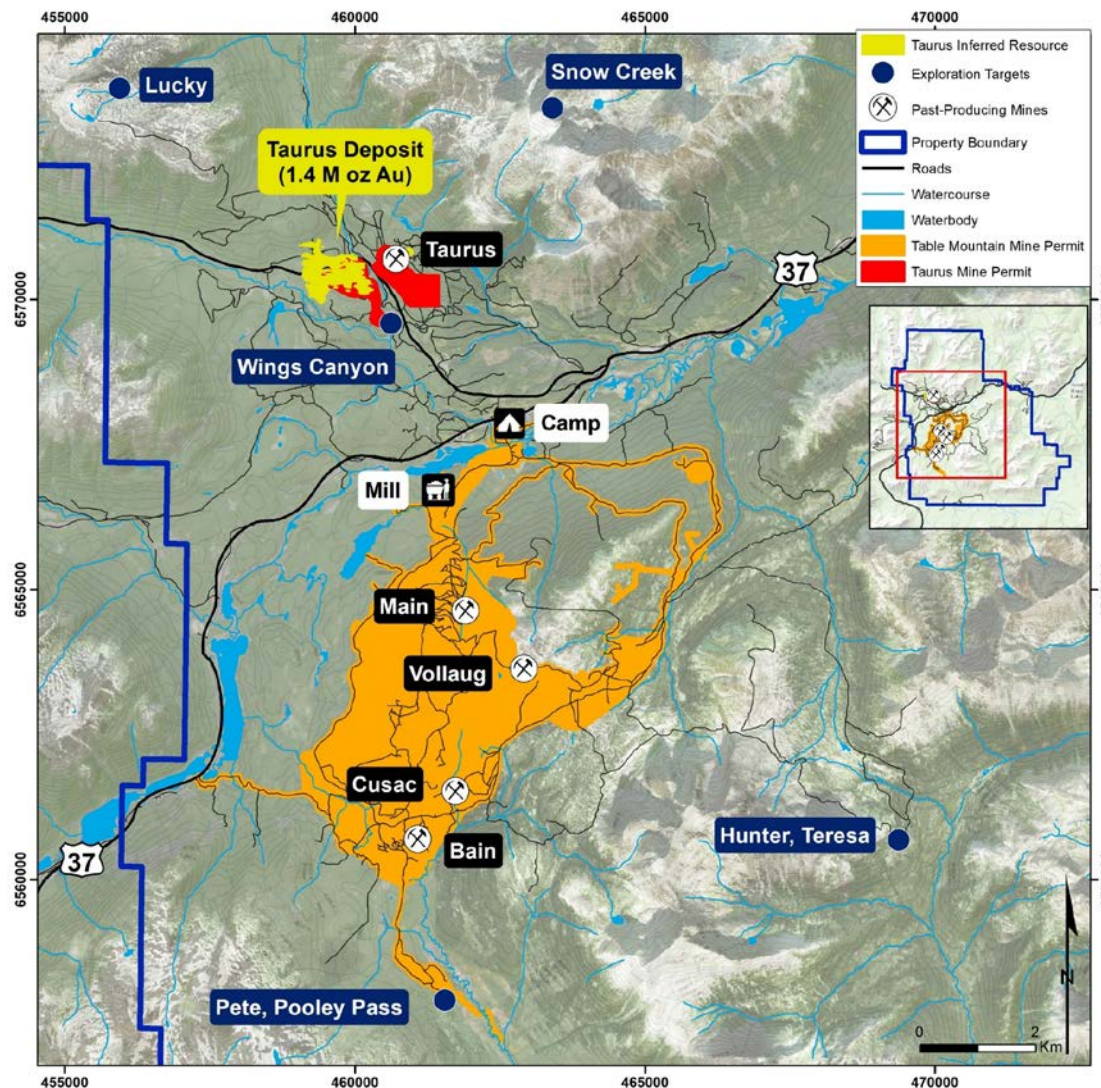 455000
460000
465000
470000
Lucky
Snow Creek
Taurus Deposit
(1.4 M oz Au)
Taurus
Wings Canyon
37
Camp
Mill
Main
Vollaug
Cusac
Bain
Hunter, Teresa
37
Pete, Pooley Pass
Taurus Inferred Resource
Exploration Targets
Past-Producing Mines
Property Boundary
Roads
Watercourse
Waterbody
Table Mountain Mine Permit
Taurus Mine Permit
6570000
6565000
6560000
N
0
2
Km
455000
460000
465000
470000